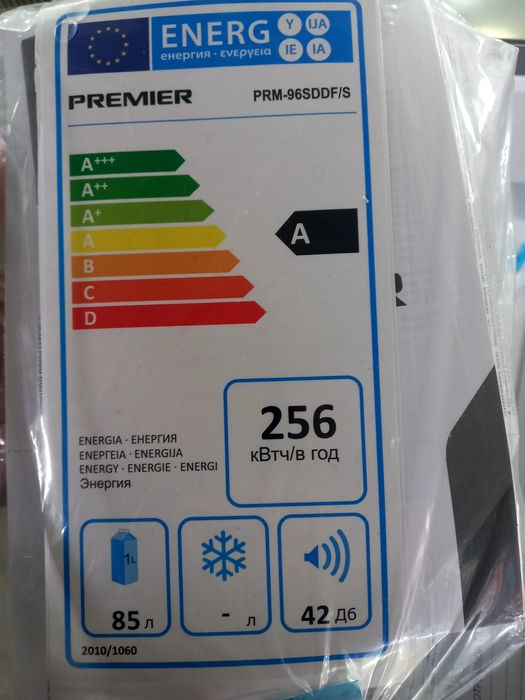 ENERG Y IJA
енергия · ενεργεια IE IA
PREMIER PRM-96SDDF/S
A+++
A++
A+
A
A
B
C
D
256
кВтч/в год
ENERGIA · ЕНЕРГИЯ
ΕΝΕΡΓΕΙΑ · ENERGIJA
ENERGY · ENERGIE · ENERGI
Энергия
1L
85 л
- л
42 Дб
2010/1060
R